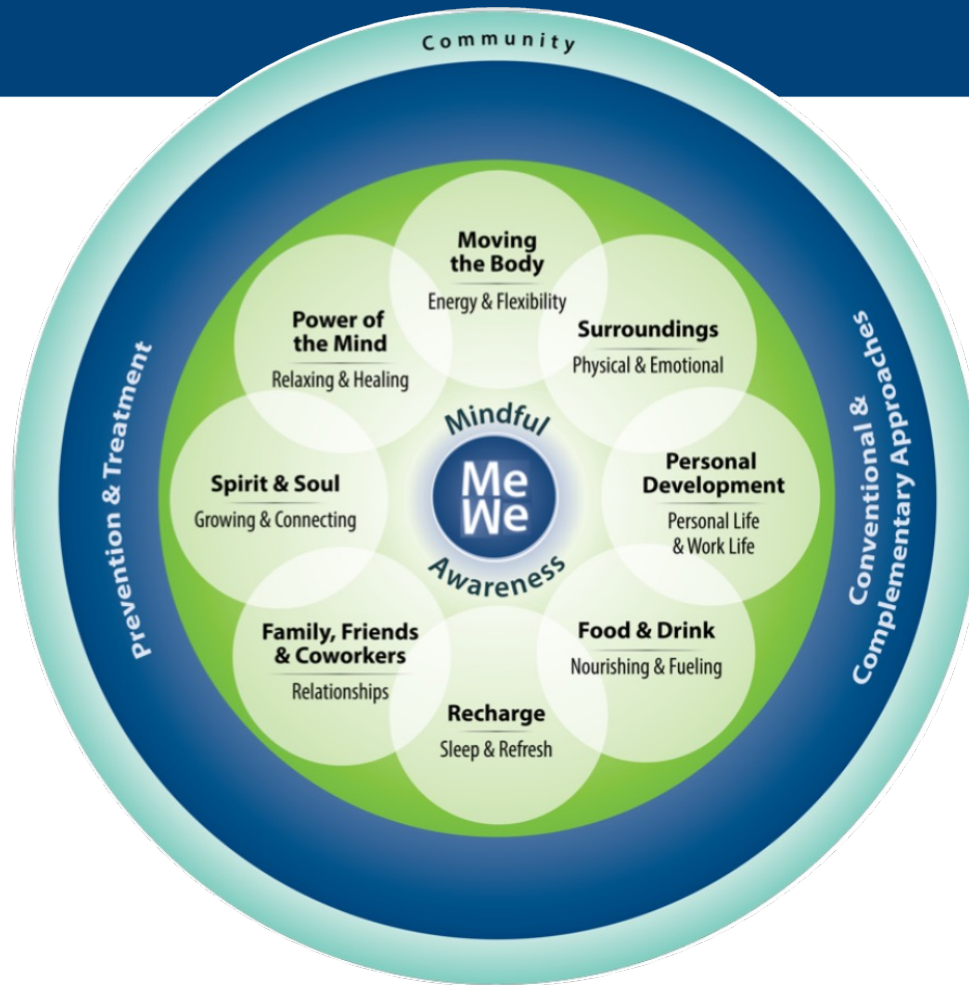 Community
Moving
the Body
Energy & Flexibility
Surroundings
Physical & Emotional
Personal
Development
Personal Life
& Work Life
Food & Drink
Nourishing & Fueling
Recharge
Sleep & Refresh
Family, Friends
& Coworkers
Relationships
Spirit & Soul
Growing & Connecting
Power of
the Mind
Relaxing & Healing
Mindful
Me
We
Awareness
Prevention & Treatment
Conventional &
Complementary Approaches